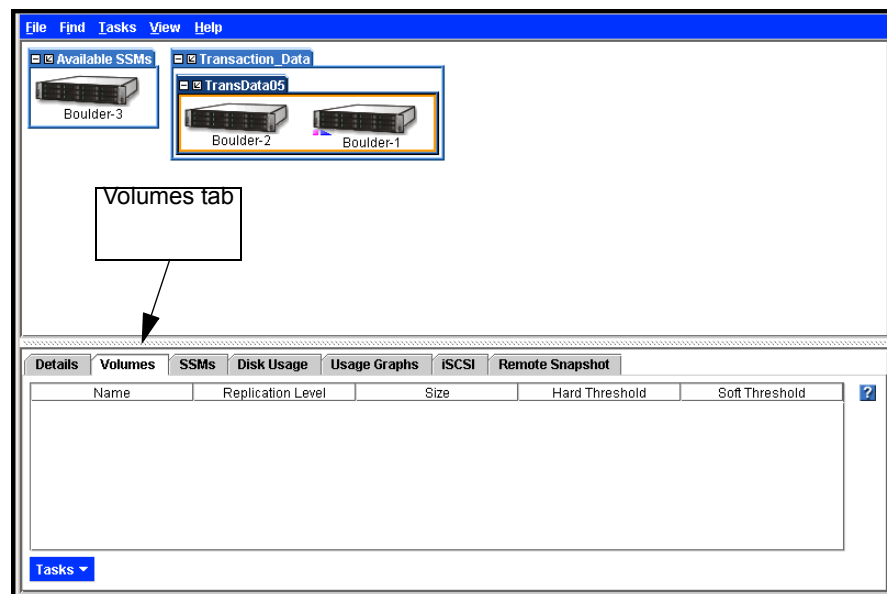 File Find Tasks View Help
Available SSMs
Transaction_Data
TransData05
Boulder-3
Boulder-2
Boulder-1
Volumes tab
Details Volumes SSMs Disk Usage Usage Graphs iSCSI Remote Snapshot
Name Replication Level Size Hard Threshold Soft Threshold
?
Tasks